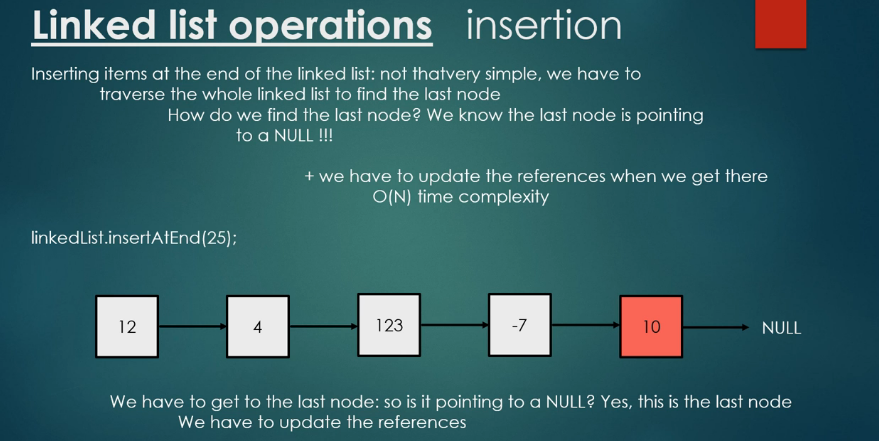 Linked list operations insertion
Inserting items at the end of the linked list: not thatvery simple, we have to
traverse the whole linked list to find the last node
How do we find the last node? We know the last node is pointing
to a NULL !!!
+ we have to update the references when we get there
O(N) time complexity
linkedList.insertAtEnd(25);
12 4 123 -7 10 NULL
We have to get to the last node: so is it pointing to a NULL? Yes, this is the last node
We have to update the references